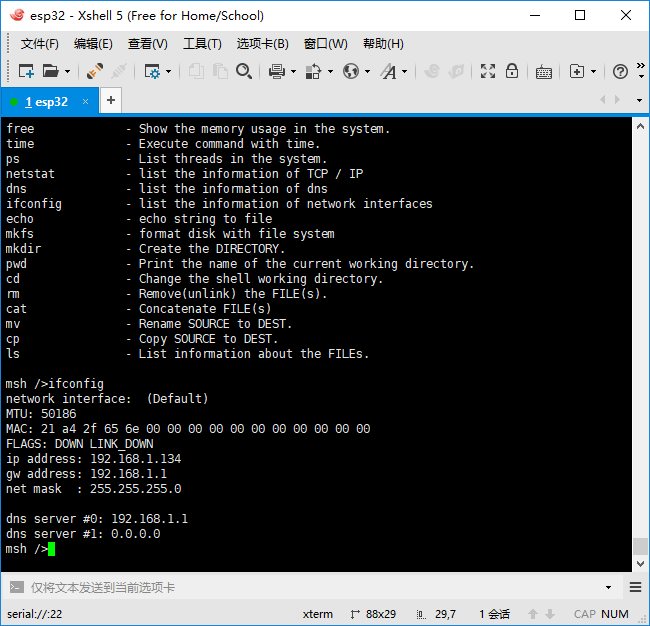 esp32 - Xshell 5 (Free for Home/School)
文件(F) 编辑(E) 查看(V) 工具(T) 选项卡(B) 窗口(W) 帮助(H)
1 esp32
free - Show the memory usage in the system.
time - Execute command with time.
ps - List threads in the system.
netstat - list the information of TCP / IP
dns - list the information of dns
ifconfig - list the information of network interfaces
echo - echo string to file
mkfs - format disk with file system
mkdir - Create the DIRECTORY.
pwd - Print the name of the current working directory.
cd - Change the shell working directory.
rm - Remove(unlink) the FILE(s).
cat - Concatenate FILE(s)
mv - Rename SOURCE to DEST.
cp - Copy SOURCE to DEST.
ls - List information about the FILEs.
msh />ifconfig
network interface:  (Default)
MTU: 50186
MAC: 21 a4 2f 65 6e 00 00 00 00 00 00 00 00 00 00 00
FLAGS: DOWN LINK_DOWN
ip address: 192.168.1.134
gw address: 192.168.1.1
net mask  : 255.255.255.0
dns server #0: 192.168.1.1
dns server #1: 0.0.0.0
msh />
仅将文本发送到当前选项卡
serial://:22 xterm 88x29 29,7 1 会话 CAP NUM